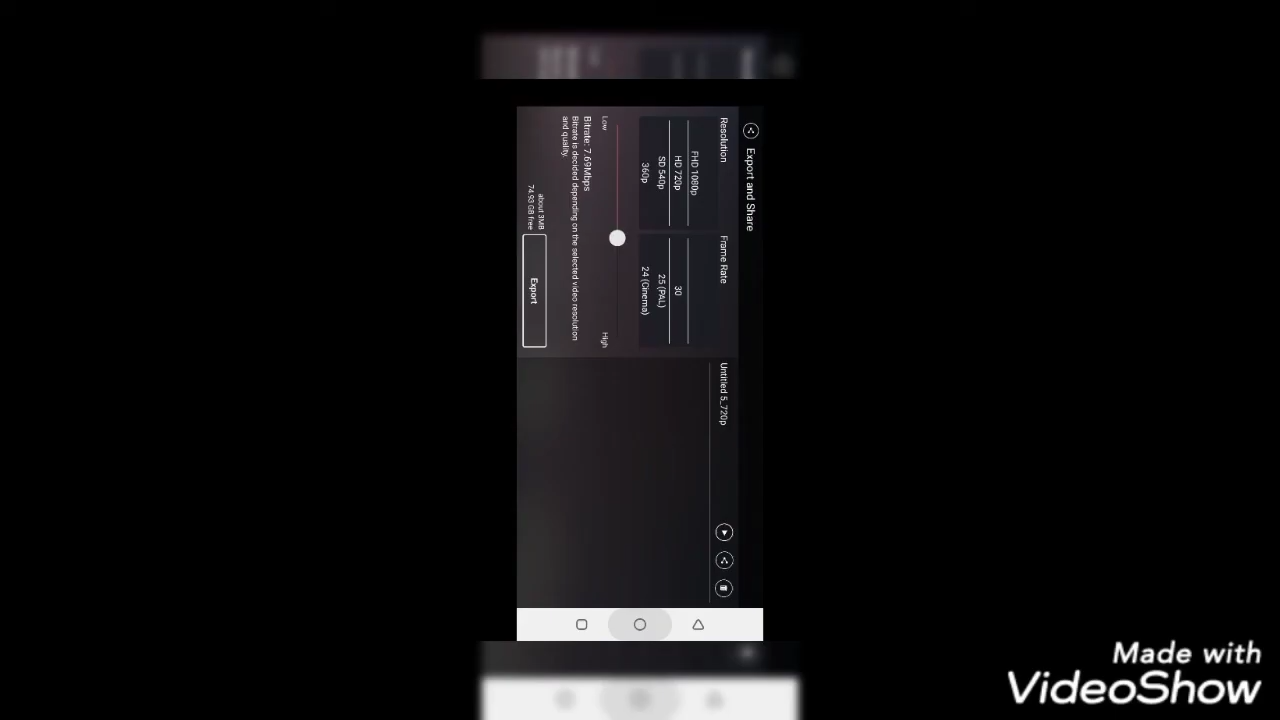 Export and Share
Resolution
FHD 1080p
HD 720p
SD 540p
360p
Frame Rate
30
25 (PAL)
24 (Cinema)
Low
High
Bitrate: 7.69Mbps
Bitrate is decided depending on the selected video resolution
and quality.
about 3MB
74.93 GB free
Export
Untitled 5_720p
Made with
VideoShow